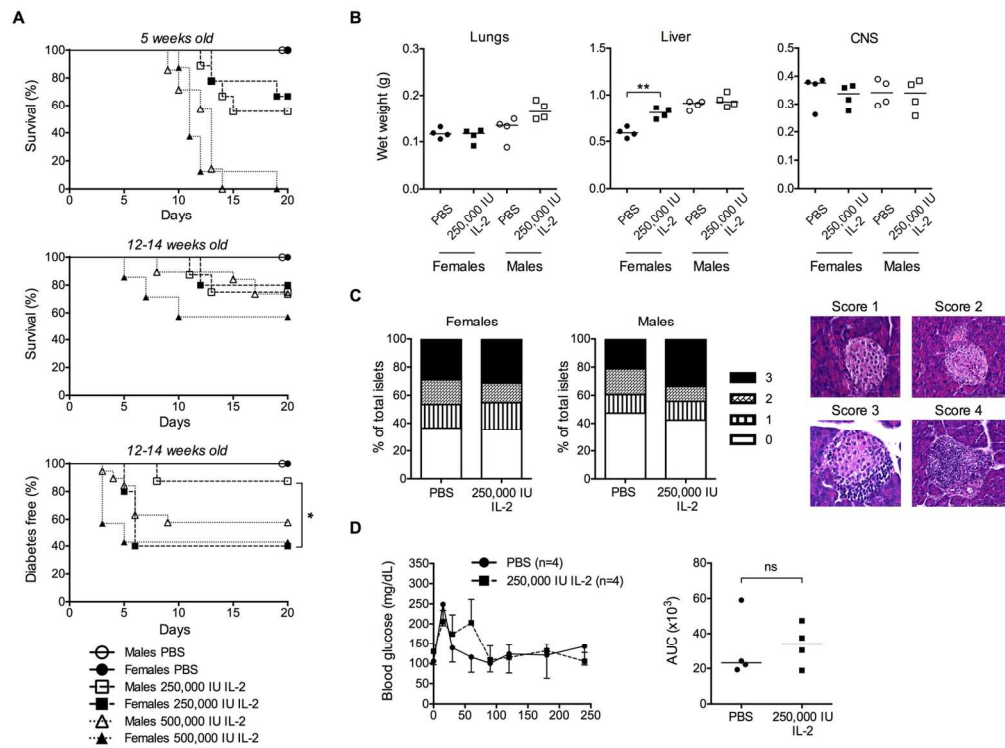 A
5 weeks old
Survival (%)
100
80
60
40
20
0
0 5 10 15 20
Days
12-14 weeks old
Survival (%)
100
80
60
40
20
0
0 5 10 15 20
Days
12-14 weeks old
Diabetes free (%)
100
80
60
40
20
0
*
0 5 10 15 20
Days
Males PBS
Females PBS
Males 250,000 IU IL-2
Females 250,000 IU IL-2
Males 500,000 IU IL-2
Females 500,000 IU IL-2
B
Lungs
Wet weight (g)
0.3
0.2
0.1
0.0
PBS
250,000 IU
IL-2
PBS
250,000 IU
IL-2
Females Males
Liver
1.5
1.0
0.5
0.0
**
PBS
250,000 IU
IL-2
PBS
250,000 IU
IL-2
Females Males
CNS
0.5
0.4
0.3
0.2
0.1
0.0
PBS
250,000 IU
IL-2
PBS
250,000 IU
IL-2
Females Males
C
Females
% of total islets
100
80
60
40
20
0
PBS 250,000 IU
IL-2
Males
% of total islets
100
80
60
40
20
0
PBS 250,000 IU
IL-2
3
2
1
0
Score 1 Score 2
Score 3 Score 4
D
PBS (n=4)
250,000 IU IL-2 (n=4)
Blood glucose (mg/dL)
350
300
250
200
150
100
50
0
0 50 100 150 200 250
ns
AUC (x10³)
80
60
40
20
0
PBS 250,000 IU
IL-2